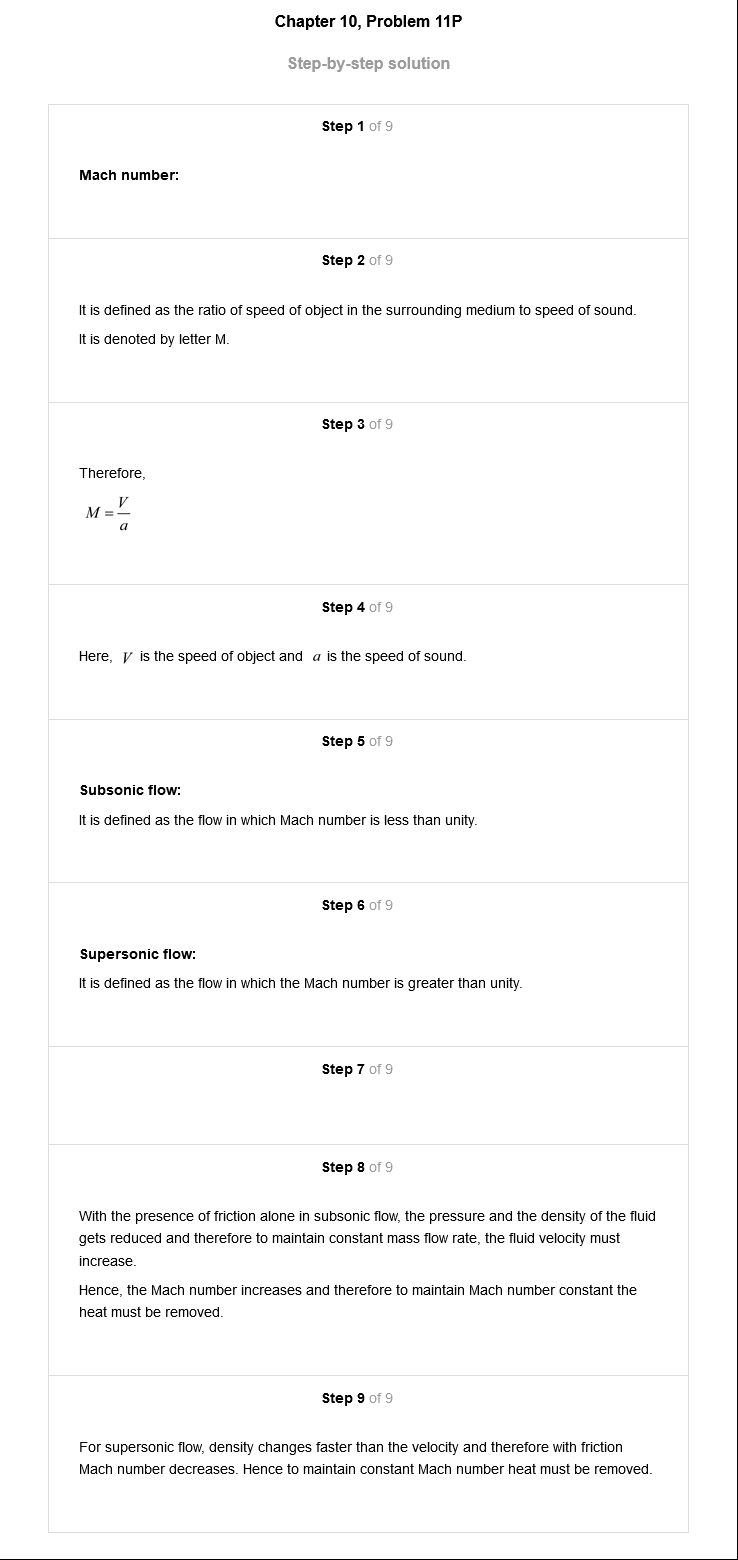 Chapter 10, Problem 11P
Step-by-step solution
Step 1 of 9
Mach number:
Step 2 of 9
It is defined as the ratio of speed of object in the surrounding medium to speed of sound.
It is denoted by letter M.
Step 3 of 9
Therefore,
M = V/a
Step 4 of 9
Here, V is the speed of object and a is the speed of sound.
Step 5 of 9
Subsonic flow:
It is defined as the flow in which Mach number is less than unity.
Step 6 of 9
Supersonic flow:
It is defined as the flow in which the Mach number is greater than unity.
Step 7 of 9
Step 8 of 9
With the presence of friction alone in subsonic flow, the pressure and the density of the fluid
gets reduced and therefore to maintain constant mass flow rate, the fluid velocity must
increase.
Hence, the Mach number increases and therefore to maintain Mach number constant the
heat must be removed.
Step 9 of 9
For supersonic flow, density changes faster than the velocity and therefore with friction
Mach number decreases. Hence to maintain constant Mach number heat must be removed.